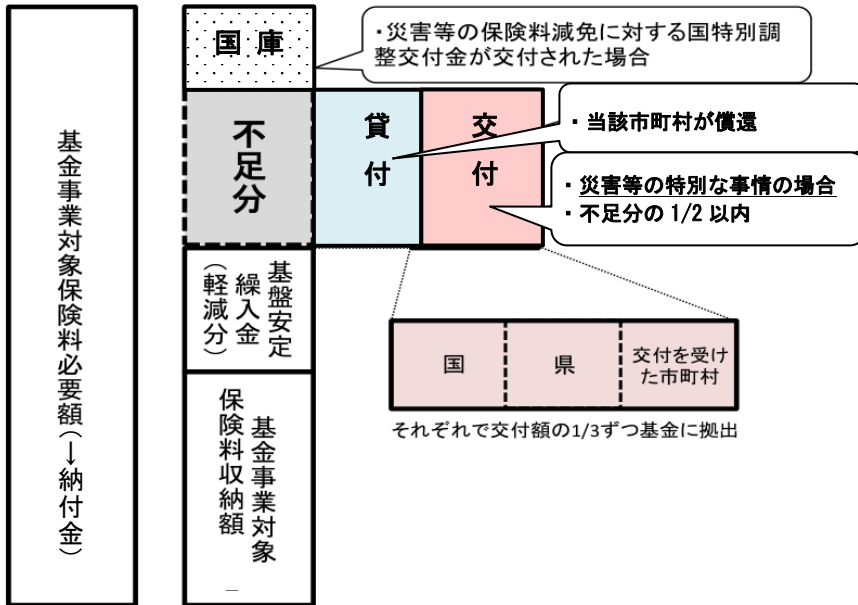 基金事業対象保険料必要額(→納付金)
国 庫
・災害等の保険料減免に対する国特別調
整交付金が交付された場合
不足分
貸付
交付
・当該市町村が償還
・災害等の特別な事情の場合
・不足分の 1/2 以内
基盤安定
繰入金
(軽減分)
基金事業対象
保険料収納額
国
県
交付を受け
た市町村
それぞれで交付額の1/3ずつ基金に拠出